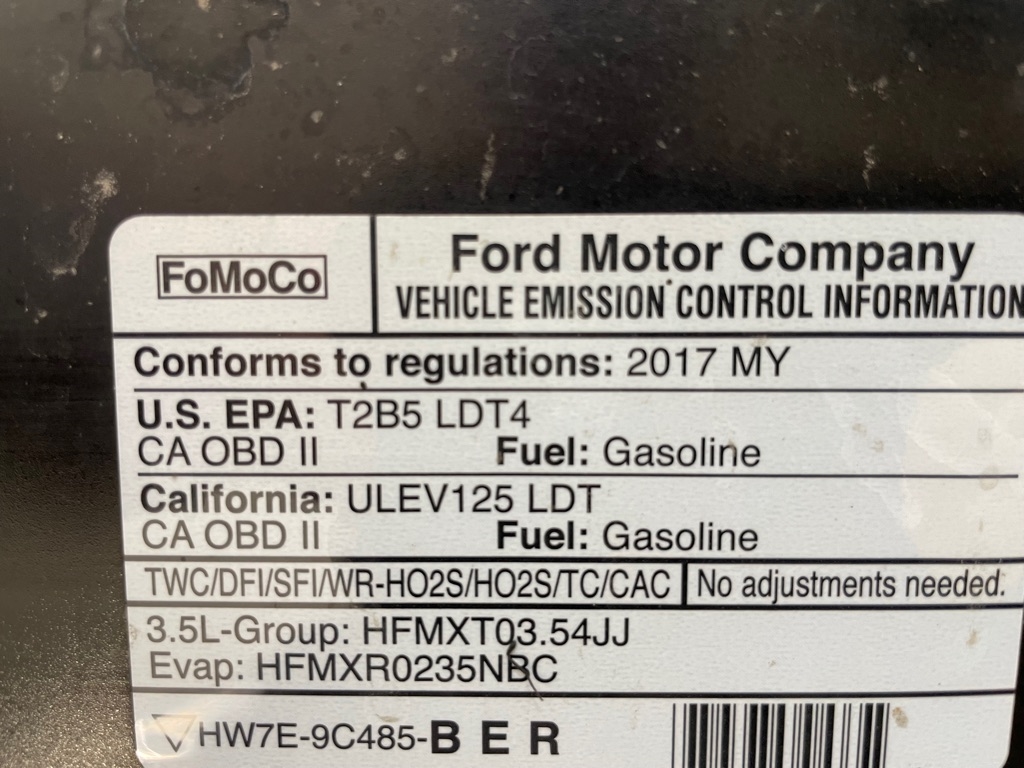 FoMoCo
Ford Motor Company
VEHICLE EMISSION CONTROL INFORMATION
Conforms to regulations: 2017 MY
U.S. EPA: T2B5 LDT4
CA OBD II Fuel: Gasoline
California: ULEV125 LDT
CA OBD II Fuel: Gasoline
TWC/DFI/SFI/WR-HO2S/HO2S/TC/CAC No adjustments needed.
3.5L-Group: HFMXT03.54JJ
Evap: HFMXR0235NBC
HW7E-9C485-B E R